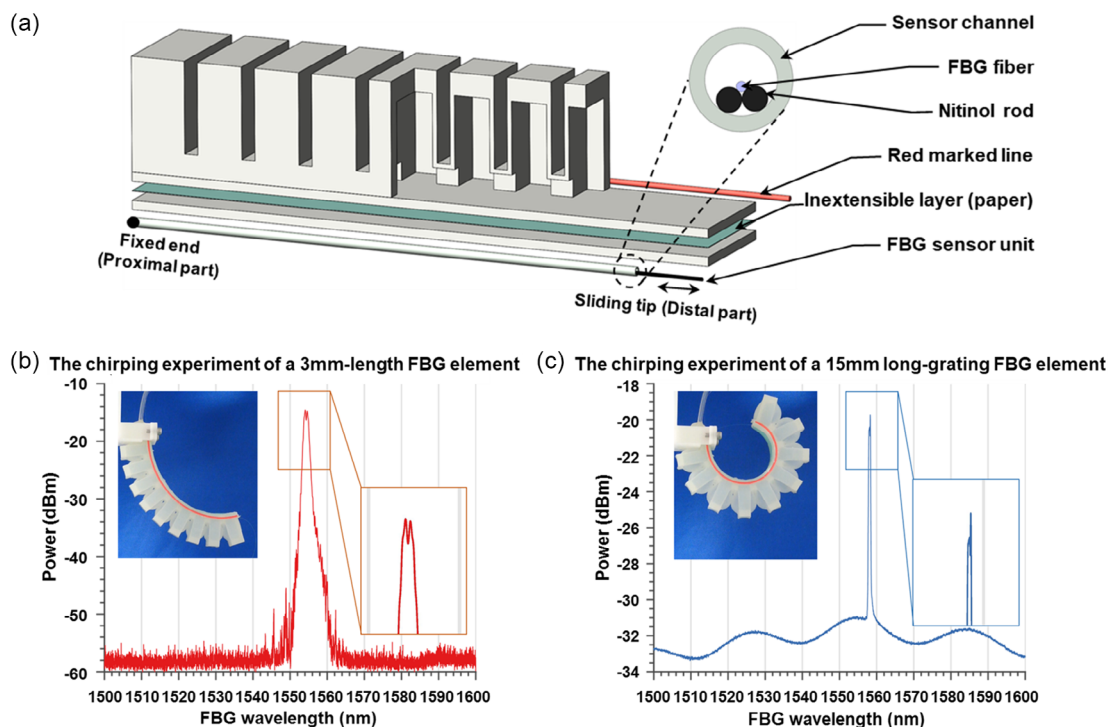 (a)
Sensor channel
FBG fiber
Nitinol rod
Red marked line
Inextensible layer (paper)
FBG sensor unit
Fixed end
(Proximal part)
Sliding tip (Distal part)
(b) The chirping experiment of a 3mm-length FBG element
-10
-20
-30
-40
-50
-60
Power (dBm)
1500 1510 1520 1530 1540 1550 1560 1570 1580 1590 1600
FBG wavelength (nm)
(c) The chirping experiment of a 15mm long-grating FBG element
-18
-20
-22
-24
-26
-28
-30
-32
-34
Power (dBm)
1500 1510 1520 1530 1540 1550 1560 1570 1580 1590 1600
FBG wavelength (nm)